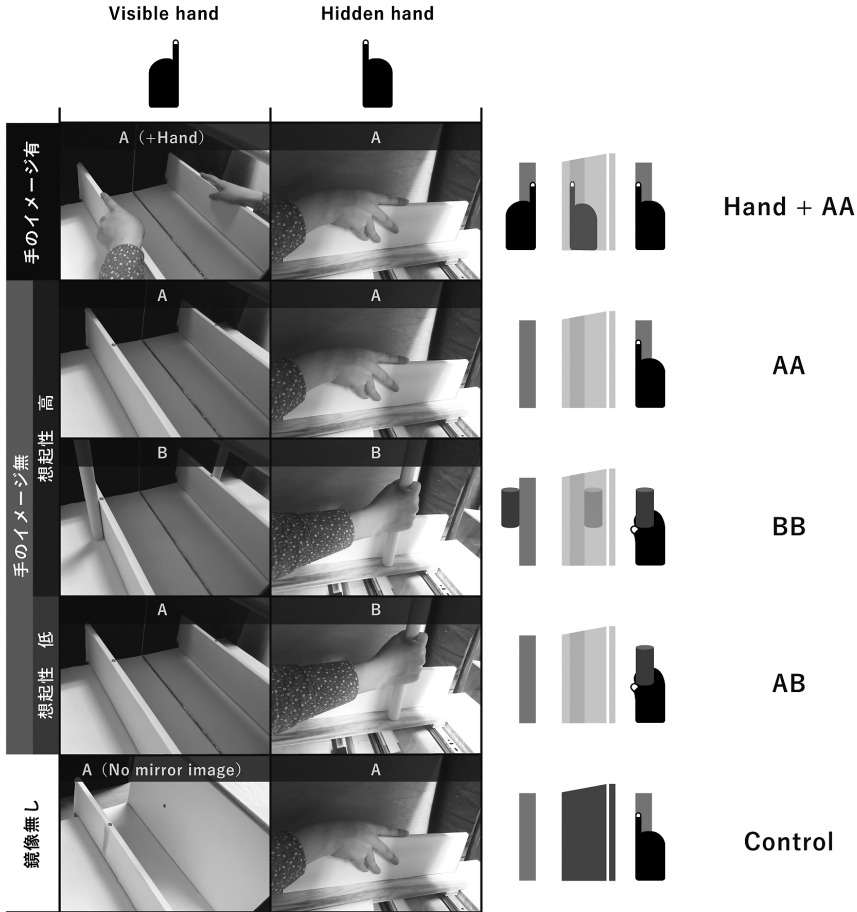 Visible hand
Hidden hand
手のイメージ有
A（+Hand）
A
Hand + AA
手のイメージ無
想起性 高
A
A
AA
B
B
BB
想起性 低
A
B
AB
鏡像無し
A（No mirror image）
A
Control